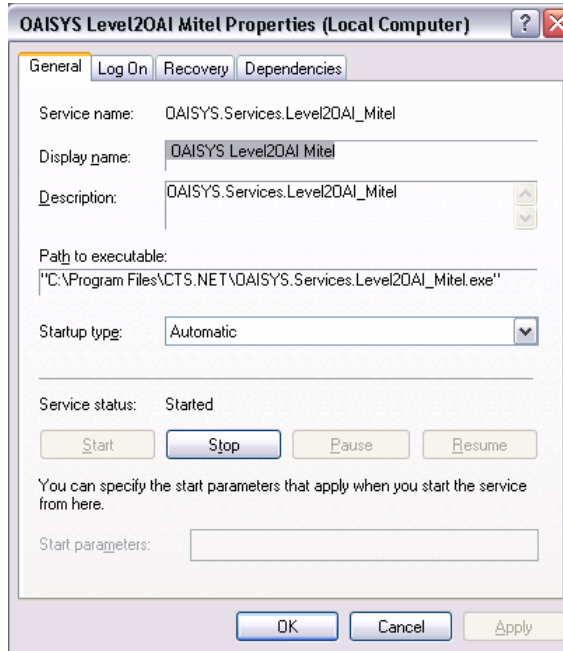 OAISYS Level2OAI Mitel Properties (Local Computer)
General Log On Recovery Dependencies
Service name: OAISYS.Services.Level2OAI_Mitel
Display name: OAISYS Level2OAI Mitel
Description: OAISYS.Services.Level2OAI_Mitel
Path to executable:
"C:\Program Files\CTS.NET\OAISYS.Services.Level2OAI_Mitel.exe"
Startup type: Automatic
Service status: Started
Start Stop Pause Resume
You can specify the start parameters that apply when you start the service
from here.
Start parameters:
OK Cancel Apply